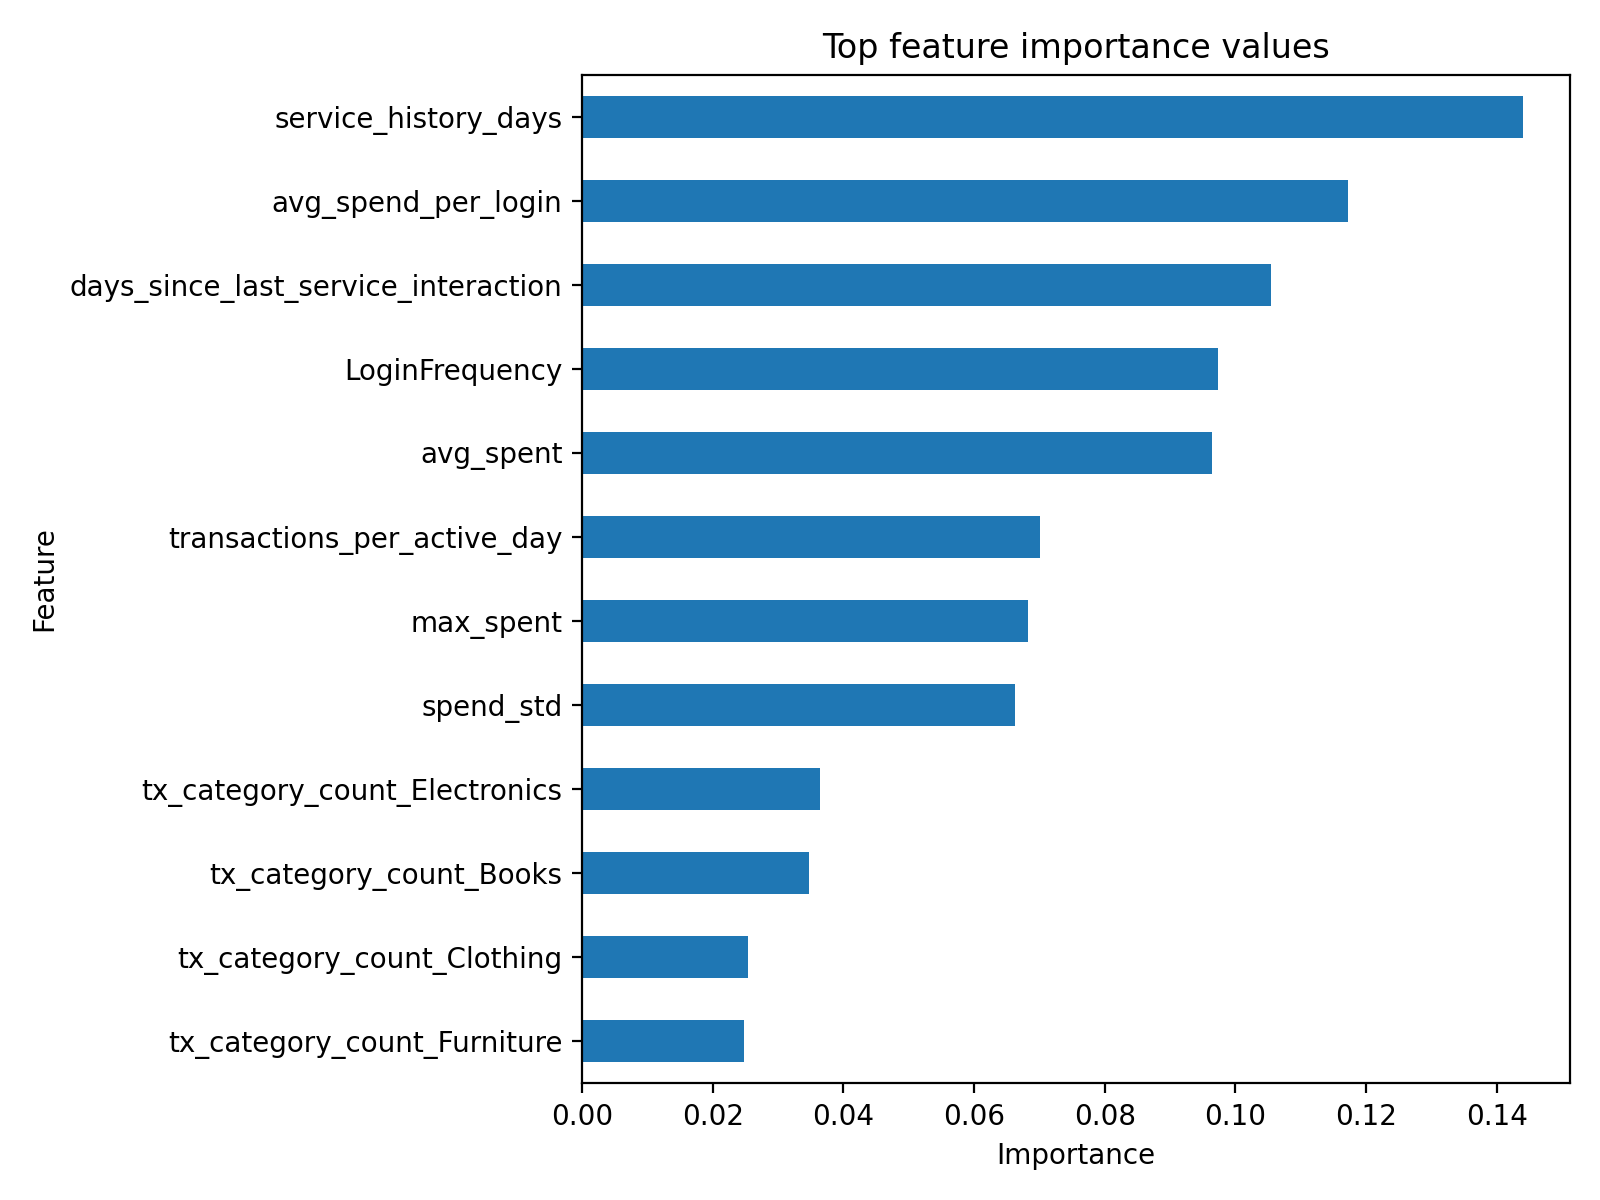 Top feature importance values
service_history_days
avg_spend_per_login
days_since_last_service_interaction
LoginFrequency
avg_spent
transactions_per_active_day
max_spent
spend_std
tx_category_count_Electronics
tx_category_count_Books
tx_category_count_Clothing
tx_category_count_Furniture
Feature
0.00 0.02 0.04 0.06 0.08 0.10 0.12 0.14
Importance